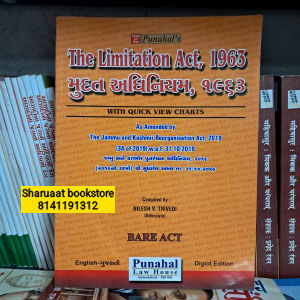 Punahal's
The Limitation Act, 1963
મુદત અધિનિયમ, ૧૯૬૩
WITH QUICK VIEW CHARTS
As Amended by
The Jammu and Kashmir Reorganisation Act, 2019
(34 of 2019) w.e.f. 31-10-2019
Sharuaat bookstore
8141191312
Compiled by :
NILESH V. TRIVEDI
(Advocate)
BARE ACT
English-ગુજરાતી
Punahal
Law House
Diglot Edition